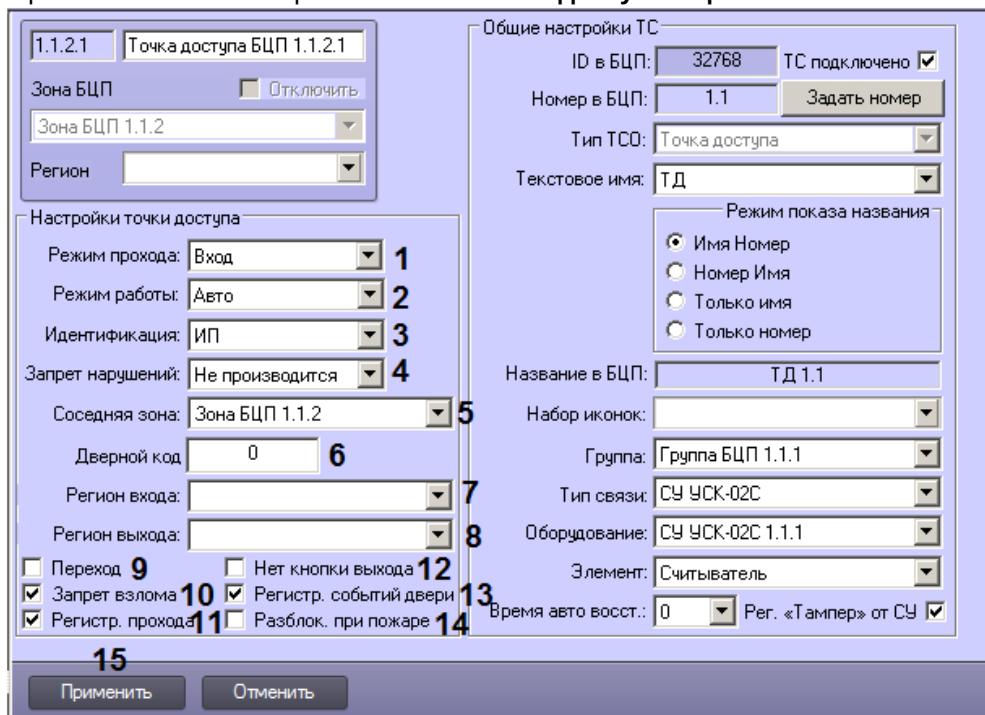 1.1.2.1 Точка доступа БЦП 1.1.2.1
Зона БЦП Отключить
Зона БЦП 1.1.2
Регион
Настройки точки доступа
Режим прохода: Вход 1
Режим работы: Авто 2
Идентификация: ИП 3
Запрет нарушений: Не производится 4
Соседняя зона: Зона БЦП 1.1.2 5
Дверной код 0 6
Регион входа: 7
Регион выхода: 8
Переход 9 Нет кнопки выхода 12
Запрет взлома 10 Регистр. событий двери 13
Регистр. прохода 11 Разблок. при пожаре 14
Общие настройки ТС
ID в БЦП: 32768 ТС подключено
Номер в БЦП: 1.1 Задать номер
Тип ТСО: Точка доступа
Текстовое имя: ТД
Режим показа названия
Имя Номер
Номер Имя
Только имя
Только номер
Название в БЦП: ТД 1.1
Набор иконок:
Группа: Группа БЦП 1.1.1
Тип связи: СУ УСК-02С
Оборудование: СУ УСК-02С 1.1.1
Элемент: Считыватель
Время авто восст.: 0 Рег. «Тампер» от СУ
15
Применить Отменить